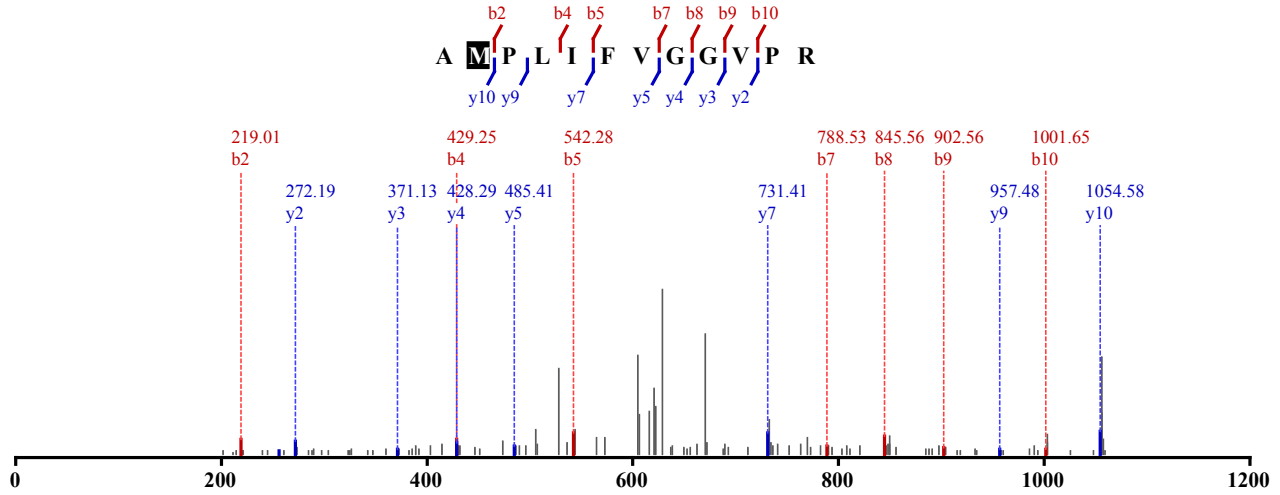 b2 b4 b5 b7 b8 b9 b10
A M P L I F V G G V P R
y10 y9 y7 y5 y4 y3 y2
219.01 429.25 542.28 788.53 845.56 902.56 1001.65
b2 b4 b5 b7 b8 b9 b10
272.19 371.13 428.29 485.41 731.41 957.48 1054.58
y2 y3 y4 y5 y7 y9 y10
0 200 400 600 800 1000 1200